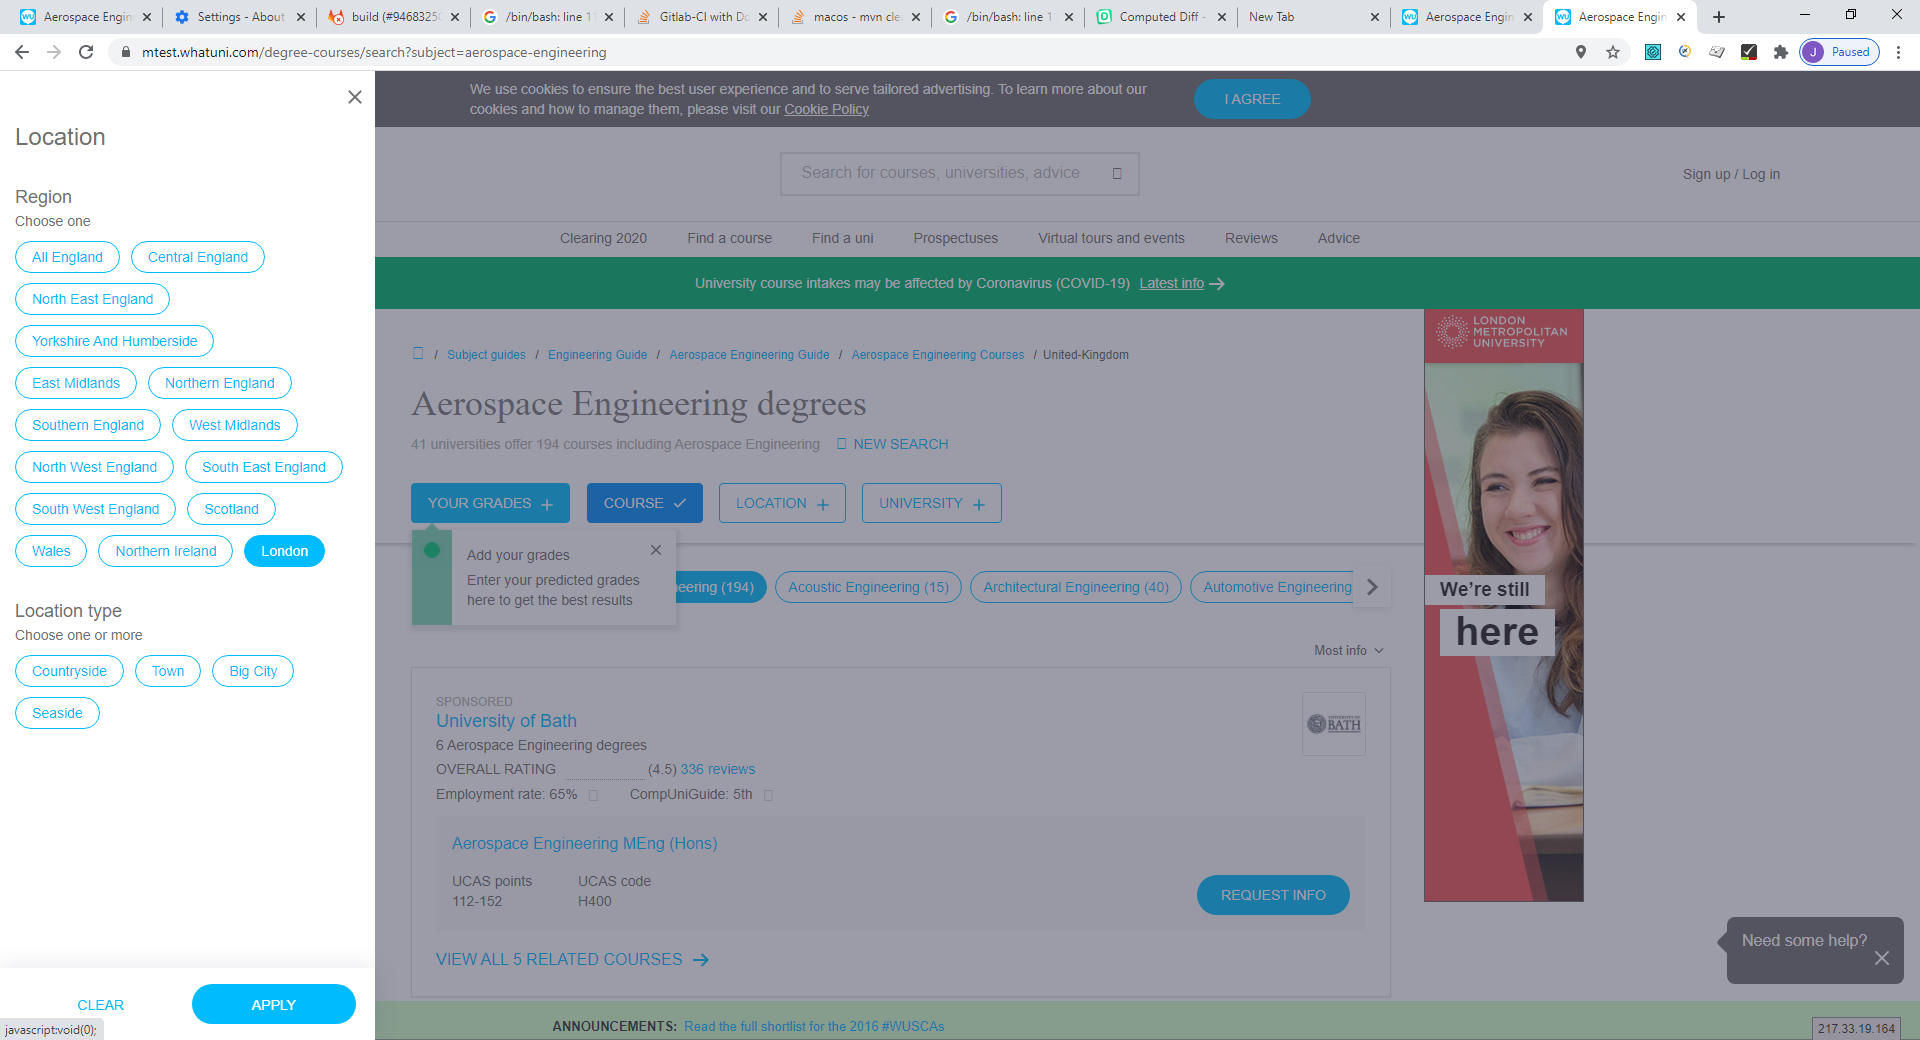 Aerospace Engin
Settings - About
build (#9468325
/bin/bash: line 1
Gitlab-CI with Do
macos - mvn cle
/bin/bash: line 1
Computed Diff -
New Tab
Aerospace Engin
Aerospace Engin
mtest.whatuni.com/degree-courses/search?subject=aerospace-engineering
J Paused
We use cookies to ensure the best user experience and to serve tailored advertising. To learn more about our
cookies and how to manage them, please visit our Cookie Policy
I AGREE
Location
Region
Choose one
All England
Central England
North East England
Yorkshire And Humberside
East Midlands
Northern England
Southern England
West Midlands
North West England
South East England
South West England
Scotland
Wales
Northern Ireland
London
Location type
Choose one or more
Countryside
Town
Big City
Seaside
CLEAR
APPLY
javascript:void(0);
Search for courses, universities, advice
Sign up / Log in
Clearing 2020
Find a course
Find a uni
Prospectuses
Virtual tours and events
Reviews
Advice
University course intakes may be affected by Coronavirus (COVID-19) Latest info
/ Subject guides / Engineering Guide / Aerospace Engineering Guide / Aerospace Engineering Courses / United-Kingdom
Aerospace Engineering degrees
41 universities offer 194 courses including Aerospace Engineering
NEW SEARCH
YOUR GRADES
COURSE
LOCATION
UNIVERSITY
Add your grades
Enter your predicted grades
here to get the best results
eering (194)
Acoustic Engineering (15)
Architectural Engineering (40)
Automotive Engineering
Most info
SPONSORED
University of Bath
6 Aerospace Engineering degrees
OVERALL RATING (4.5) 336 reviews
Employment rate: 65%
CompUniGuide: 5th
UNIVERSITY OF
BATH
Aerospace Engineering MEng (Hons)
UCAS points
112-152
UCAS code
H400
REQUEST INFO
VIEW ALL 5 RELATED COURSES
LONDON
METROPOLITAN
UNIVERSITY
We're still
here
Need some help?
ANNOUNCEMENTS: Read the full shortlist for the 2016 #WUSCAs
217.33.19.164